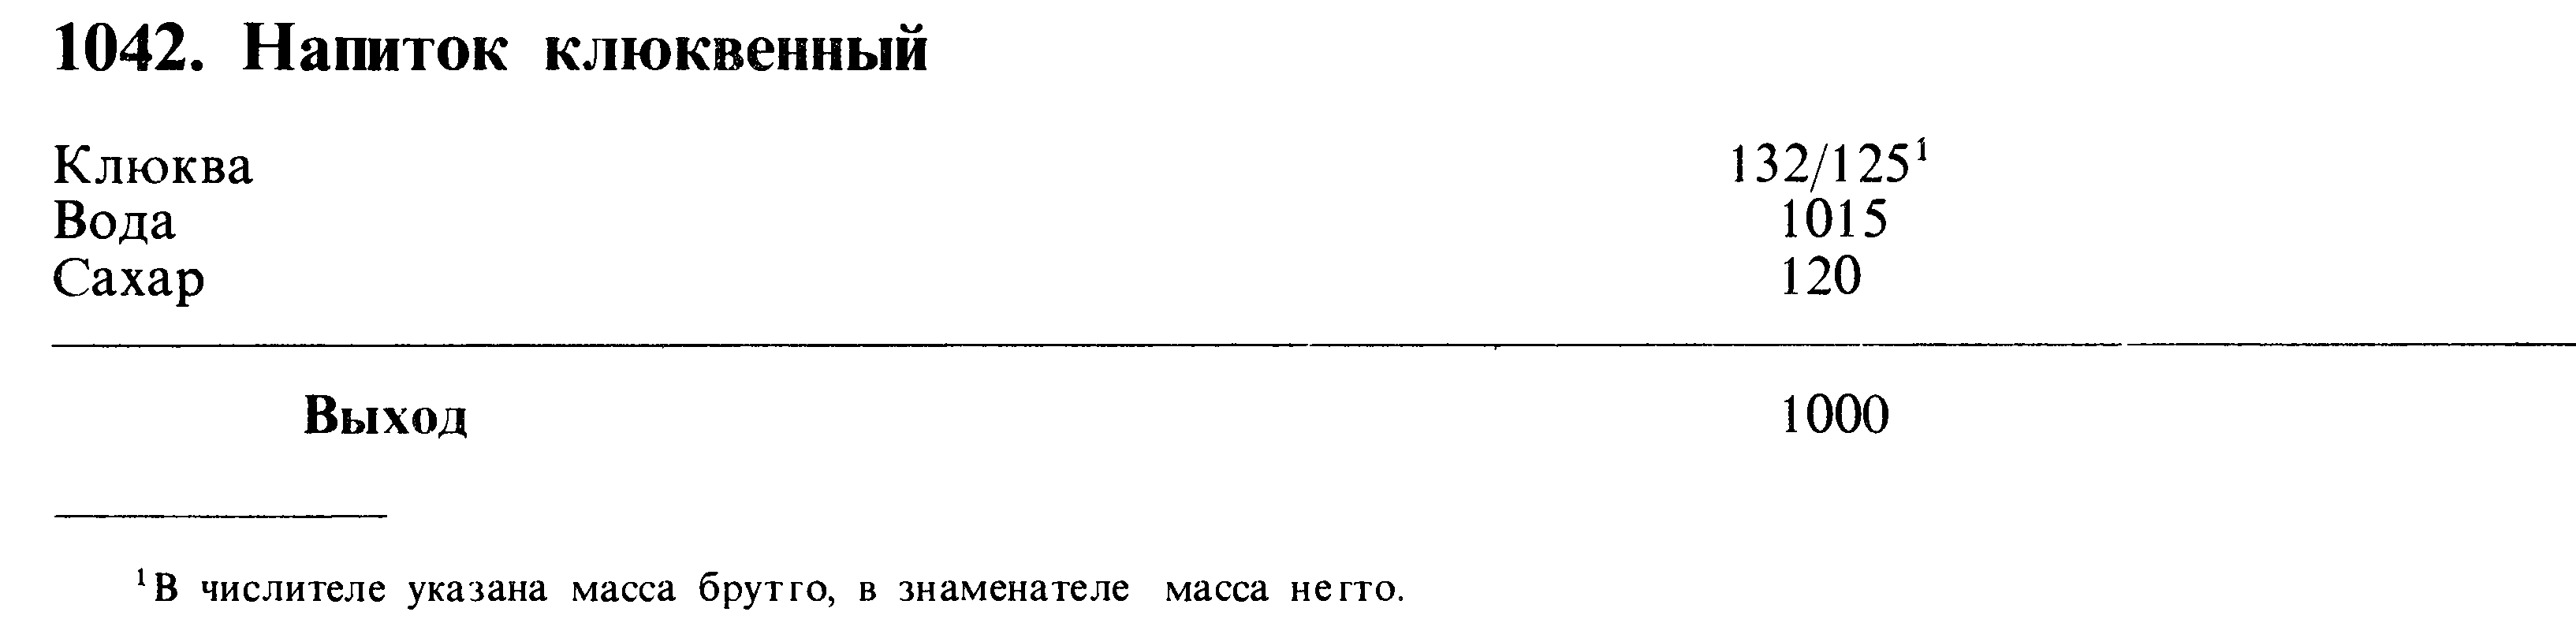 1042. Напиток клюквенный
Клюква 132/125¹
Вода 1015
Сахар 120
Выход 1000
¹ В числителе указана масса брутто, в знаменателе масса нетто.